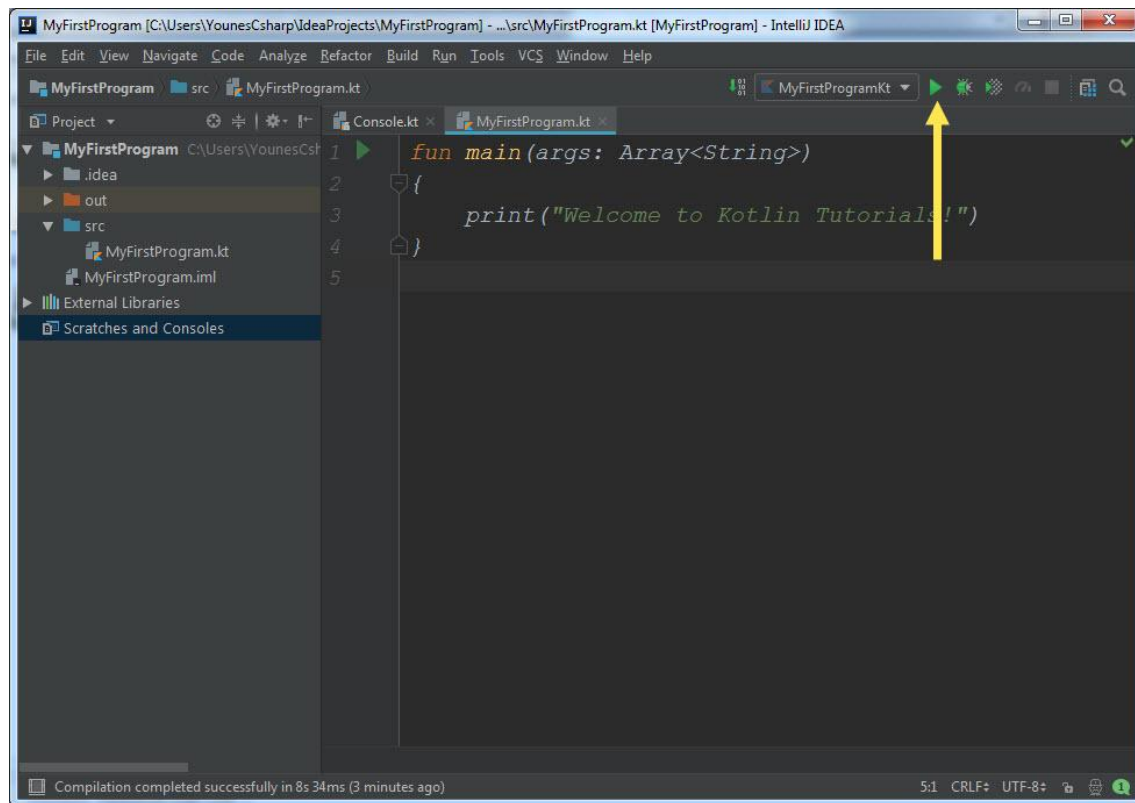 MyFirstProgram [C:\Users\YounesCsharp\IdeaProjects\MyFirstProgram] - ...\src\MyFirstProgram.kt [MyFirstProgram] - IntelliJ IDEA
File Edit View Navigate Code Analyze Refactor Build Run Tools VCS Window Help
MyFirstProgram src MyFirstProgram.kt MyFirstProgramKt
Project Console.kt MyFirstProgram.kt
MyFirstProgram C:\Users\YounesCsh
.idea
out
src
MyFirstProgram.kt
MyFirstProgram.iml
External Libraries
Scratches and Consoles
1 fun main(args: Array<String>)
2 {
3 print("Welcome to Kotlin Tutorials!")
4 }
5
Compilation completed successfully in 8s 34ms (3 minutes ago) 5:1 CRLF UTF-8 1